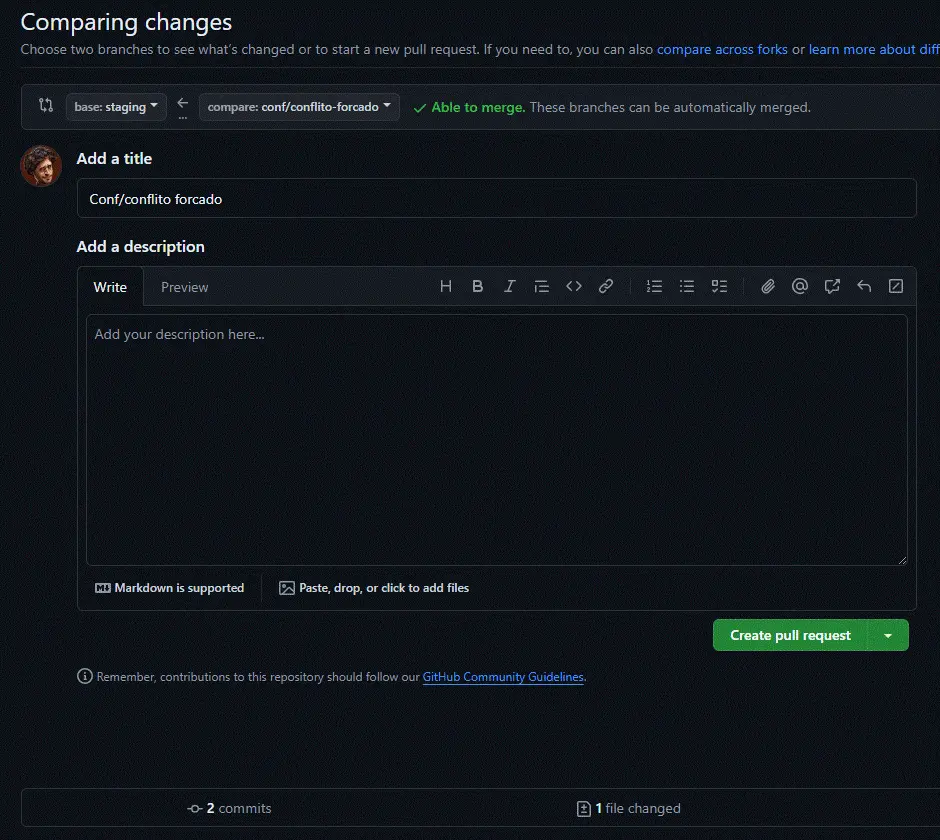 Comparing changes
Choose two branches to see what's changed or to start a new pull request. If you need to, you can also compare across forks or learn more about diff
base: staging compare: conf/conflito-forcado Able to merge. These branches can be automatically merged.
Add a title
Conf/conflito forcado
Add a description
Write Preview
Add your description here...
Markdown is supported Paste, drop, or click to add files
Create pull request
Remember, contributions to this repository should follow our GitHub Community Guidelines.
2 commits 1 file changed